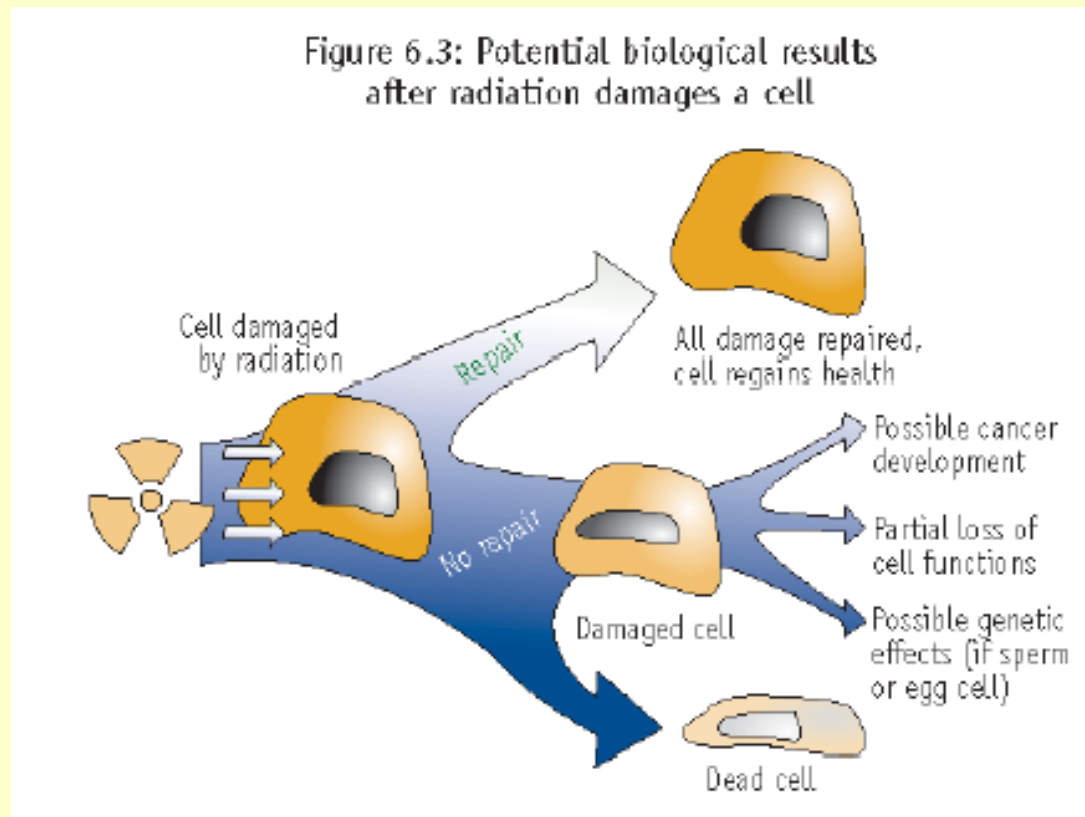 Figure 6.3: Potential biological results
after radiation damages a cell
Cell damaged
by radiation
Repair
All damage repaired,
cell regains health
No repair
Damaged cell
Possible cancer
development
Partial loss of
cell functions
Possible genetic
effects (if sperm
or egg cell)
Dead cell